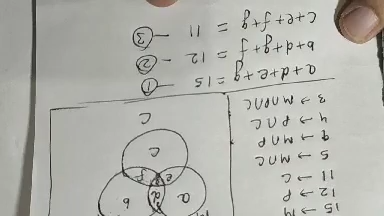 15 → M
12 → P
11 → C
5 → M∩C
9 → M∩P
4 → P∩C
3 → M∩P∩C
a
d
b
e
f
C
C
a+d+e+g = 15 — ①
b+d+g+f = 12 — ②
c+e+f+g = 11 — ③